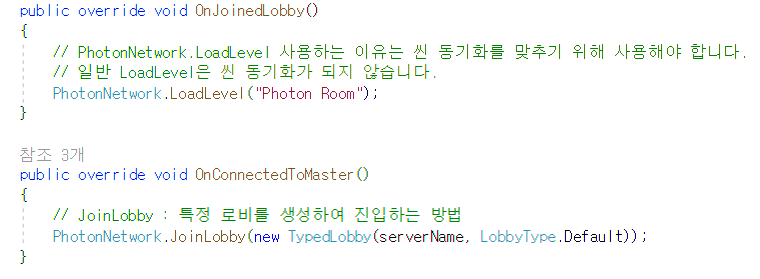 public override void OnJoinedLobby()
{
// PhotonNetwork.LoadLevel 사용하는 이유는 씬 동기화를 맞추기 위해 사용해야 합니다.
// 일반 LoadLevel은 씬 동기화가 되지 않습니다.
PhotonNetwork.LoadLevel("Photon Room");
}
참조 3개
public override void OnConnectedToMaster()
{
// JoinLobby : 특정 로비를 생성하여 진입하는 방법
PhotonNetwork.JoinLobby(new TypedLobby(serverName, LobbyType.Default));
}